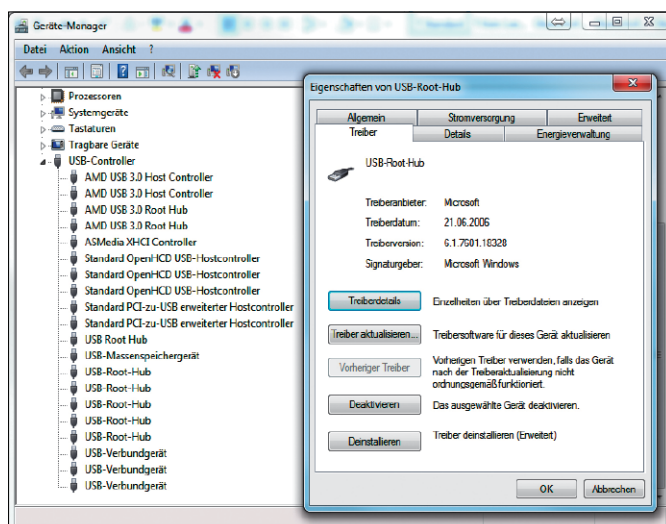 Geräte-Manager
Datei Aktion Ansicht ?
Prozessoren
Systemgeräte
Tastaturen
Tragbare Geräte
USB-Controller
AMD USB 3.0 Host Controller
AMD USB 3.0 Host Controller
AMD USB 3.0 Root Hub
AMD USB 3.0 Root Hub
ASMedia XHCI Controller
Standard OpenHCD USB-Hostcontroller
Standard OpenHCD USB-Hostcontroller
Standard OpenHCD USB-Hostcontroller
Standard PCI-zu-USB erweiterter Hostcontroller
Standard PCI-zu-USB erweiterter Hostcontroller
USB Root Hub
USB-Massenspeichergerät
USB-Root-Hub
USB-Root-Hub
USB-Root-Hub
USB-Root-Hub
USB-Root-Hub
USB-Verbundgerät
USB-Verbundgerät
USB-Verbundgerät
Eigenschaften von USB-Root-Hub
Allgemein Stromversorgung Erweitert
Treiber Details Energieverwaltung
USB-Root-Hub
Treiberanbieter: Microsoft
Treiberdatum: 21.06.2006
Treiberversion: 6.1.7601.18328
Signaturgeber: Microsoft Windows
Treiberdetails Einzelheiten über Treiberdateien anzeigen
Treiber aktualisieren... Treibersoftware für dieses Gerät aktualisieren
Vorheriger Treiber Vorherigen Treiber verwenden, falls das Gerät
nach der Treiberaktualisierung nicht
ordnungsgemäß funktioniert.
Deaktivieren Das ausgewählte Gerät deaktivieren.
Deinstallieren Treiber deinstallieren (Erweitert)
OK Abbrechen